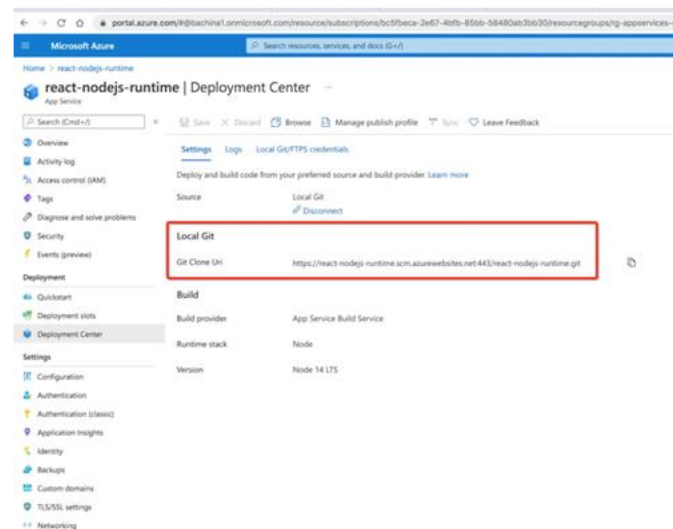 portal.azure.com/#@bachina1.onmicrosoft.com/resource/subscriptions/bc5fbeca-2e67-4bfb-85bb-58480ab3bb30/resourcegroups/rg-appservices-
Microsoft Azure
Search resources, services, and docs (G+/)
Home > react-nodejs-runtime
react-nodejs-runtime | Deployment Center ...
App Service
Search (Cmd+/)
«
Save Discard Browse Manage publish profile Sync Leave Feedback
Overview
Activity log
Access control (IAM)
Tags
Diagnose and solve problems
Security
Events (preview)
Deployment
Quickstart
Deployment slots
Deployment Center
Settings
Configuration
Authentication
Authentication (classic)
Application Insights
Identity
Backups
Custom domains
TLS/SSL settings
Networking
Settings Logs Local Git/FTPS credentials
Deploy and build code from your preferred source and build provider. Learn more
Source Local Git
Disconnect
Local Git
Git Clone Uri https://react-nodejs-runtime.scm.azurewebsites.net:443/react-nodejs-runtime.git
Build
Build provider App Service Build Service
Runtime stack Node
Version Node 14 LTS